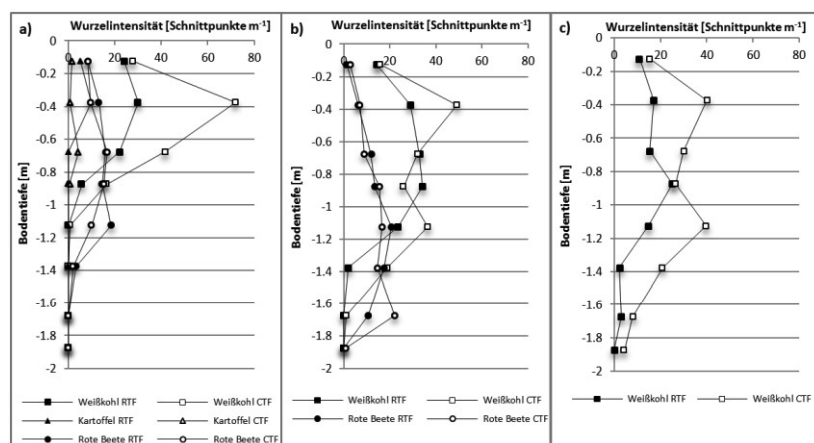 a)
Wurzelintensität [Schnittpunkte m⁻¹]
0 20 40 60 80
0
-0.2
-0.4
-0.6
-0.8
-1
-1.2
-1.4
-1.6
-1.8
-2
Bodentiefe [m]
Weißkohl RTF Weißkohl CTF
Kartoffel RTF Kartoffel CTF
Rote Beete RTF Rote Beete CTF
b)
Wurzelintensität [Schnittpunkte m⁻¹]
0 20 40 60 80
0
-0.2
-0.4
-0.6
-0.8
-1
-1.2
-1.4
-1.6
-1.8
-2
Bodentiefe [m]
Weißkohl RTF Weißkohl CTF
Rote Beete RTF Rote Beete CTF
c)
Wurzelintensität [Schnittpunkte m⁻¹]
0 20 40 60 80
0
-0.2
-0.4
-0.6
-0.8
-1
-1.2
-1.4
-1.6
-1.8
-2
Bodentiefe [m]
Weißkohl RTF Weißkohl CTF